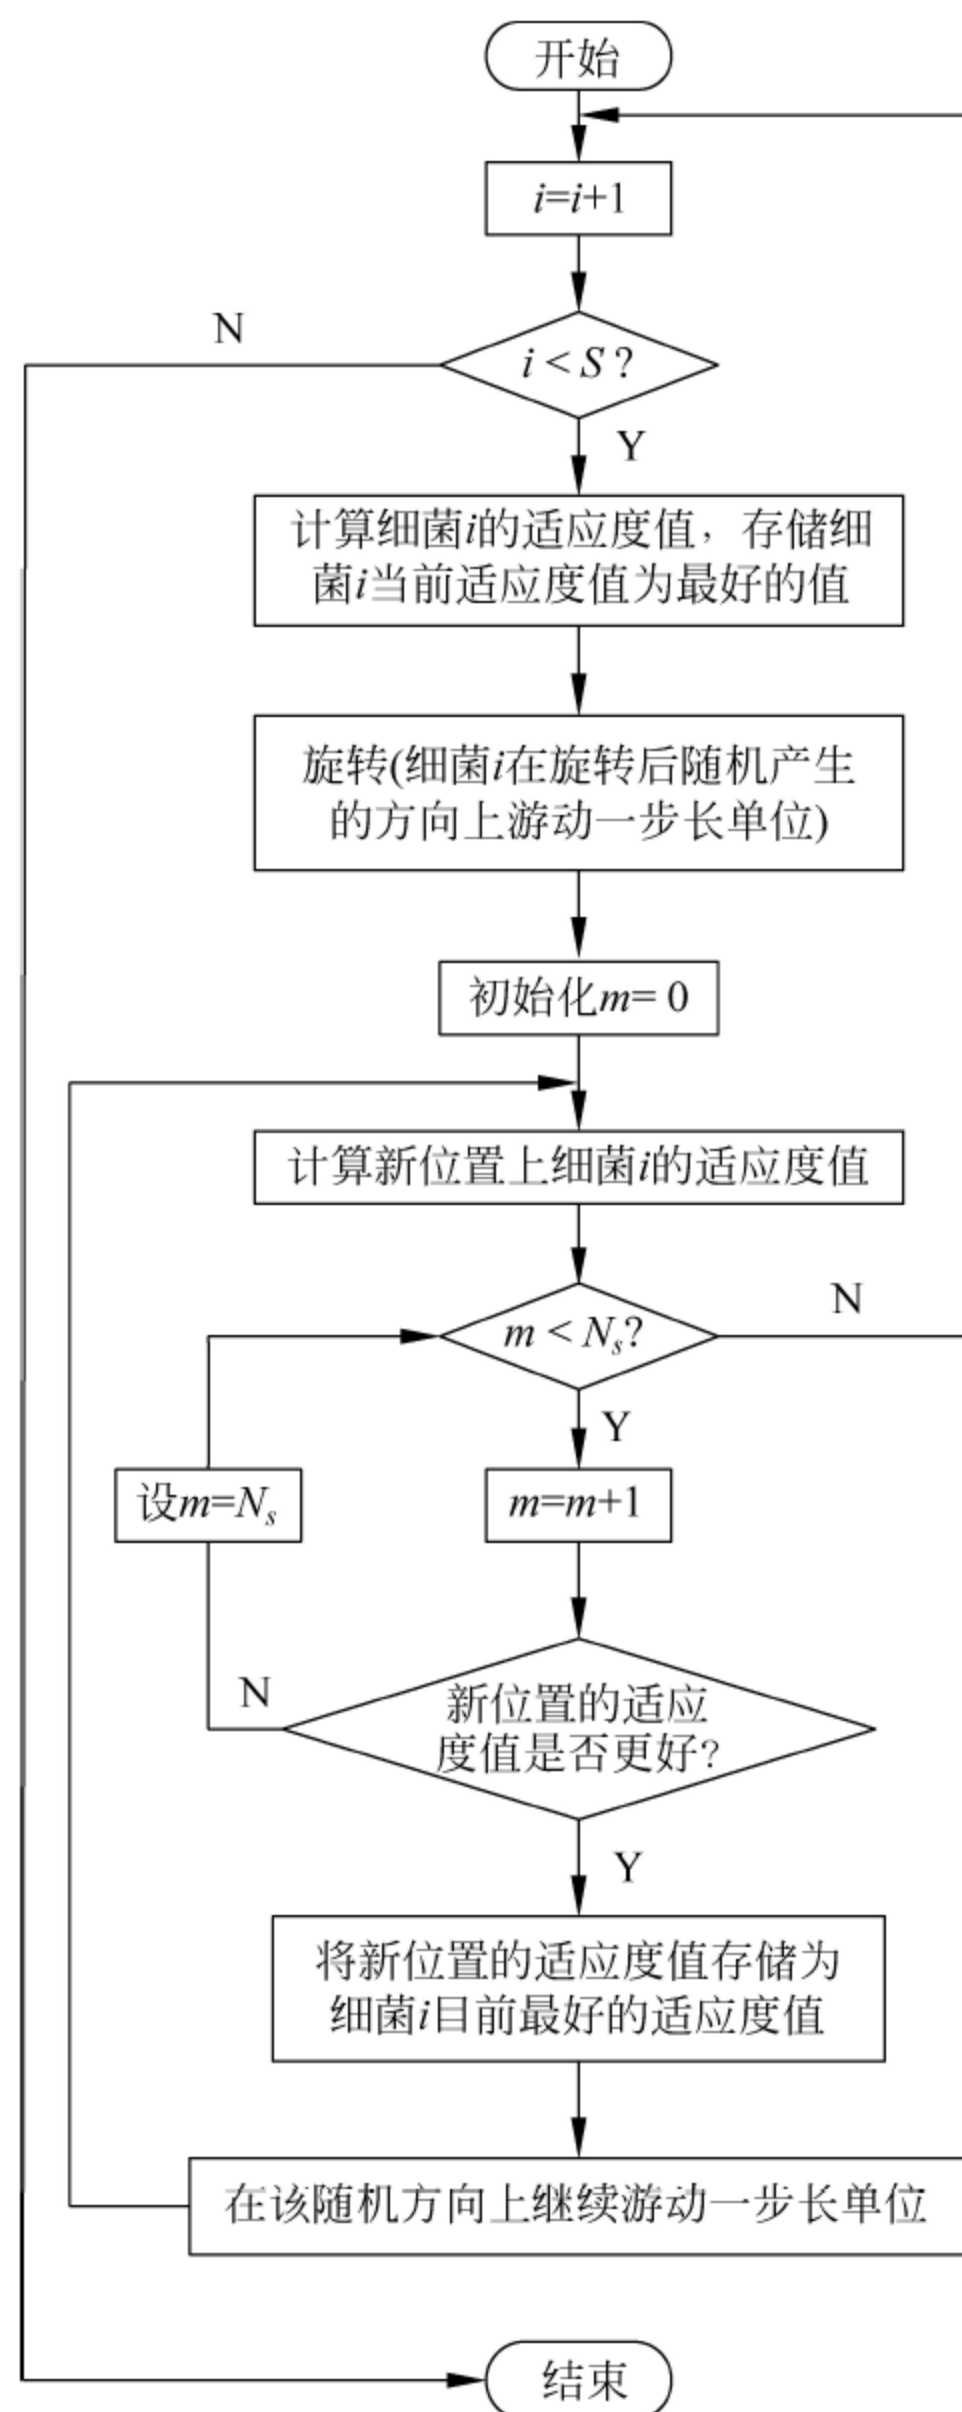 开始
i=i+1
N
i < S ?
Y
计算细菌i的适应度值，存储细
菌i当前适应度值为最好的值
旋转(细菌i在旋转后随机产生
的方向上游动一步长单位)
初始化m= 0
计算新位置上细菌i的适应度值
N
m < Ns?
Y
设m=Ns
m=m+1
N
新位置的适应
度值是否更好?
Y
将新位置的适应度值存储为
细菌i目前最好的适应度值
在该随机方向上继续游动一步长单位
结束